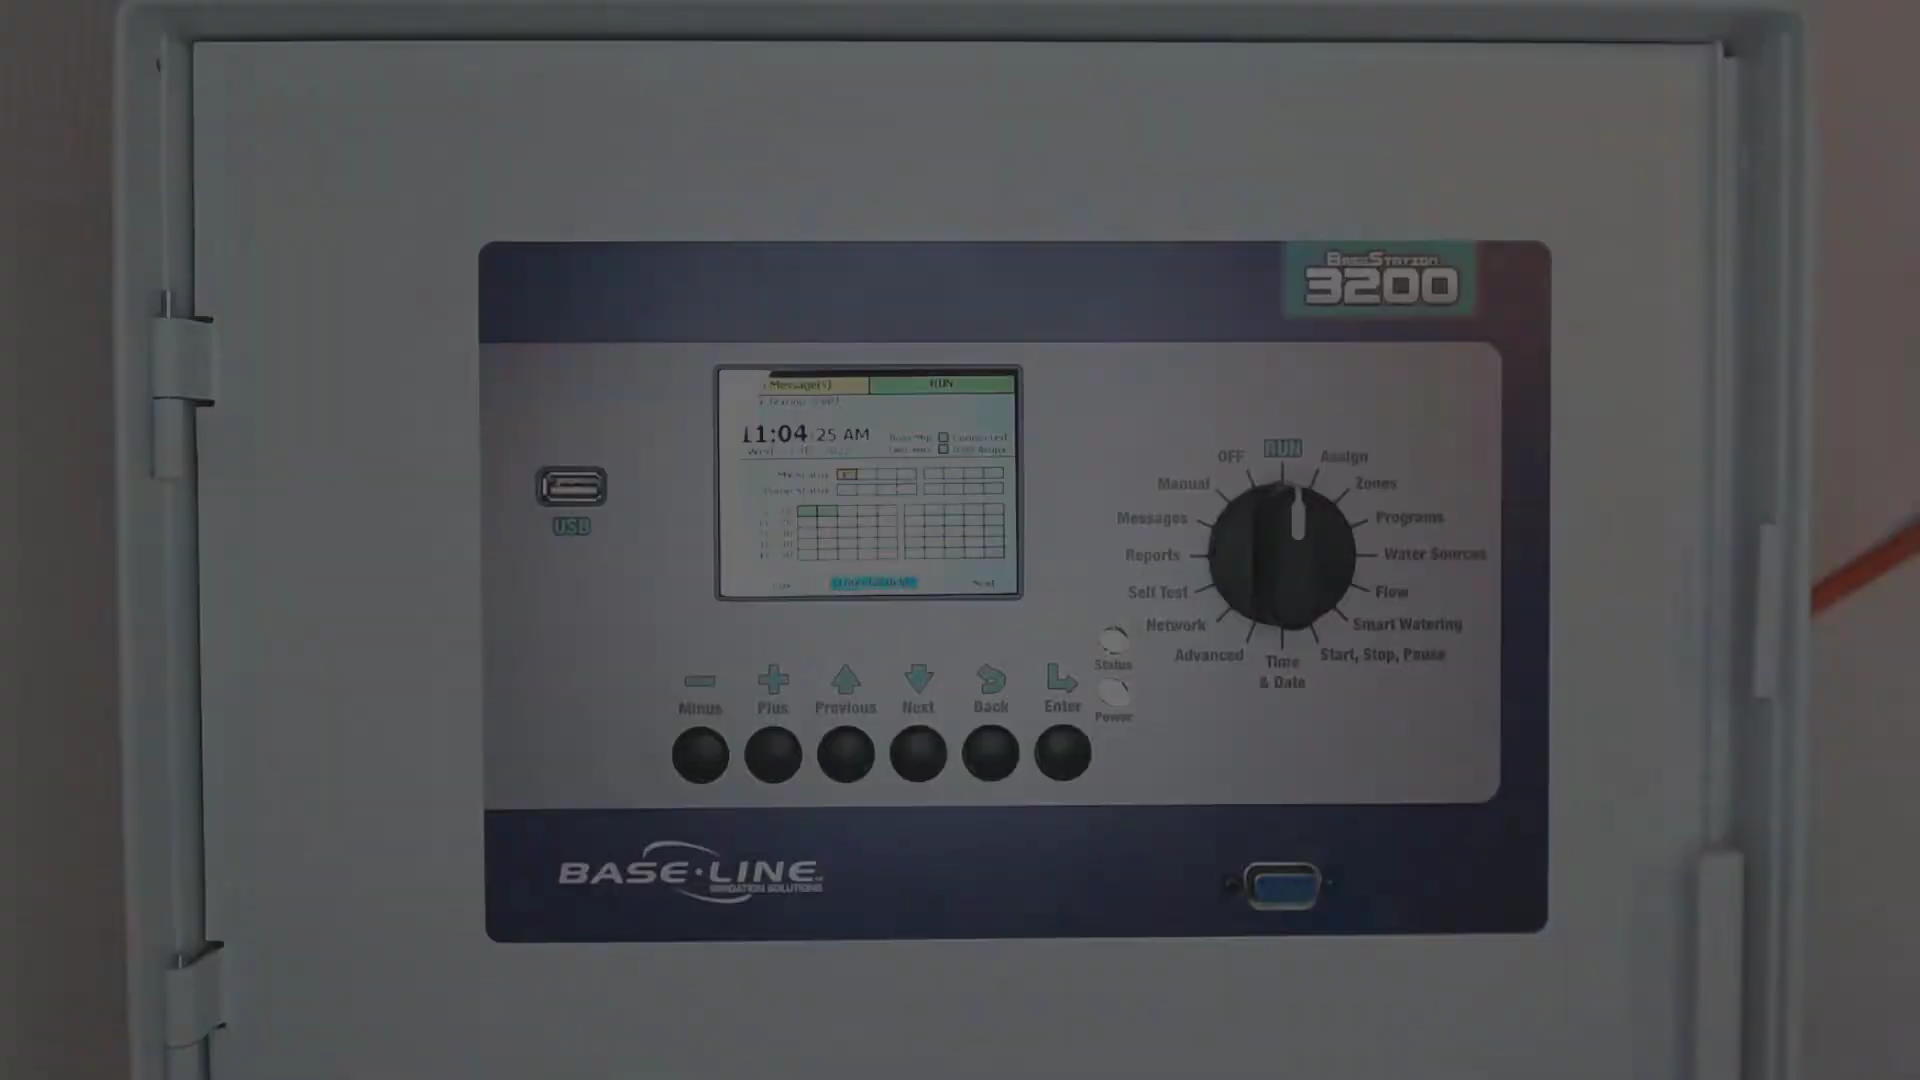 BaseStation
3200
Message(s) RUN
11:04:25 AM
Connected
Next
USB
OFF
RUN
Assign
Manual
Zones
Messages
Programs
Reports
Water Sources
Self Test
Flow
Network
Smart Watering
Advanced
Time
& Date
Start, Stop, Pause
Status
Power
Minus Plus Previous Next Back Enter
BASE•LINE
IRRIGATION SOLUTIONS